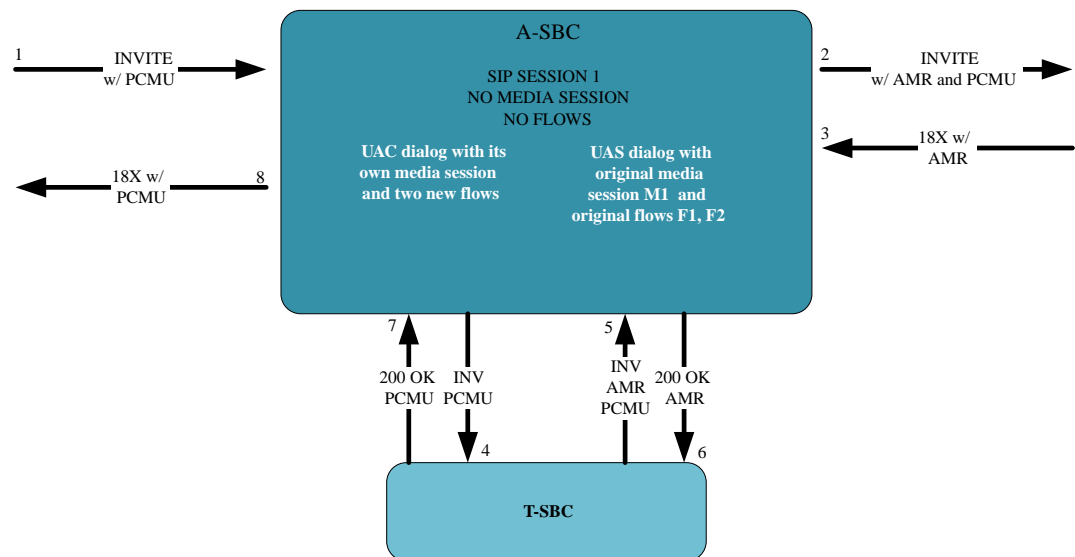 A-SBC
1
INVITE
w/ PCMU
2
INVITE
w/ AMR and PCMU
SIP SESSION 1
NO MEDIA SESSION
NO FLOWS
3
18X w/
AMR
UAC dialog with its
own media session
and two new flows
UAS dialog with
original media
session M1 and
original flows F1, F2
18X w/
PCMU
8
7
200 OK
PCMU
INV
PCMU
4
5
INV
AMR
PCMU
200 OK
AMR
6
T-SBC